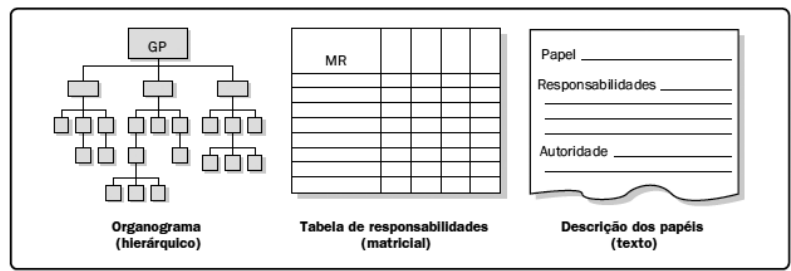 GP
MR
Papel
Responsabilidades
Autoridade
Organograma
(hierárquico)
Tabela de responsabilidades
(matricial)
Descrição dos papéis
(texto)